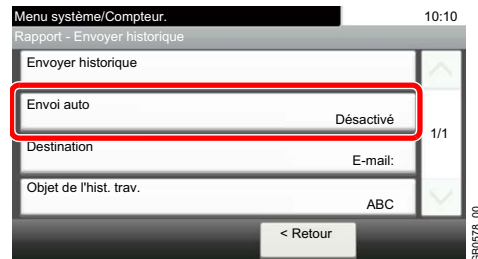 Menu système/Compteur.
10:10
Rapport - Envoyer historique
Envoyer historique
Envoi auto
Désactivé
1/1
Destination
E-mail:
Objet de l'hist. trav.
ABC
< Retour
GB0578_00